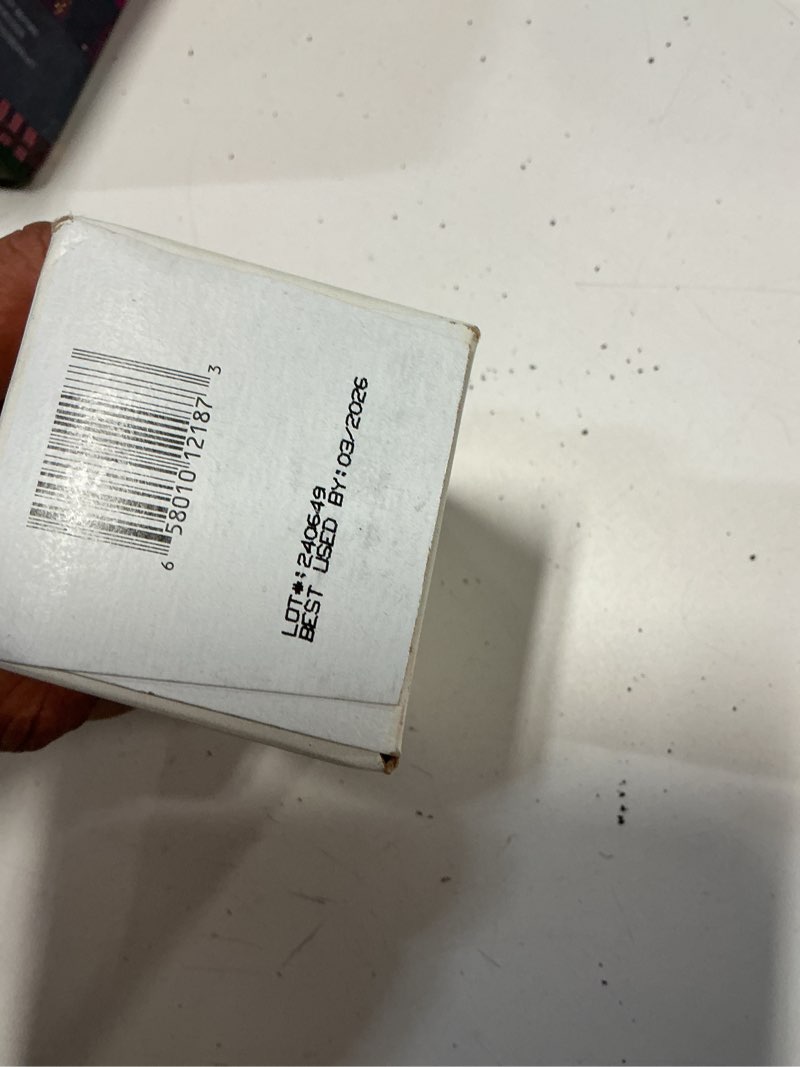 6 58010 12187 3
LOT#:240649
BEST USED BY:03/2026